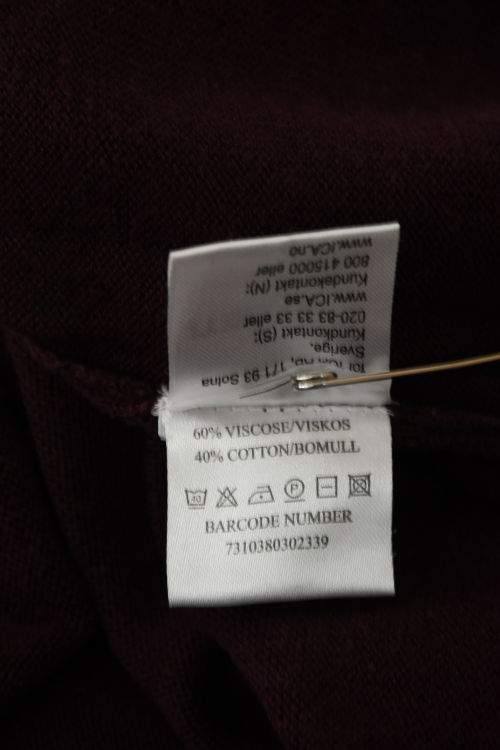 60% VISCOSE/VISKOS
40% COTTON/BOMULL
40 P
BARCODE NUMBER
7310380302339
171 93 Solna
Sverige.
Kundkontakt (S):
020-83 33 33 eller
www.ICA.se
Kundekontakt (N):
800 415000 eller
www.ICA.no